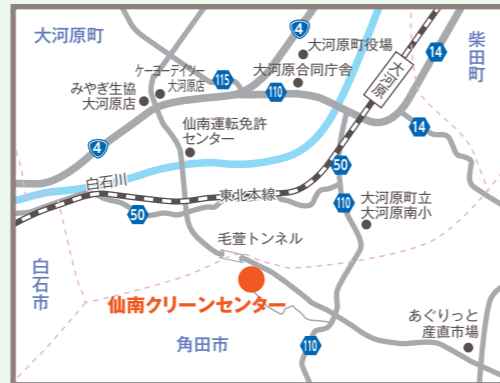 大河原町
4
大河原町役場
14
柴田町
ケーヨーデイツー
大河原店
115
大河原合同庁舎
大河原
みやぎ生協
大河原店
110
14
仙南運転免許
センター
4
50
白石川
東北本線
大河原町立
大河原南小
50
110
毛萱トンネル
白石市
仙南クリーンセンター
あぐりっと
産直市場
角田市
110